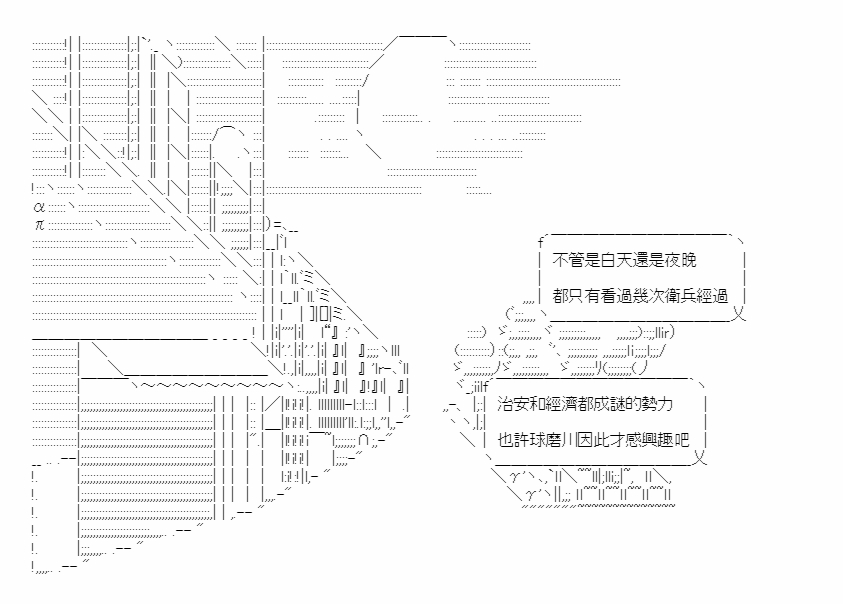 不管是白天還是夜晚
都只有看過幾次衛兵經過
治安和經濟都成謎的勢力
也許球磨川因此才感興趣吧